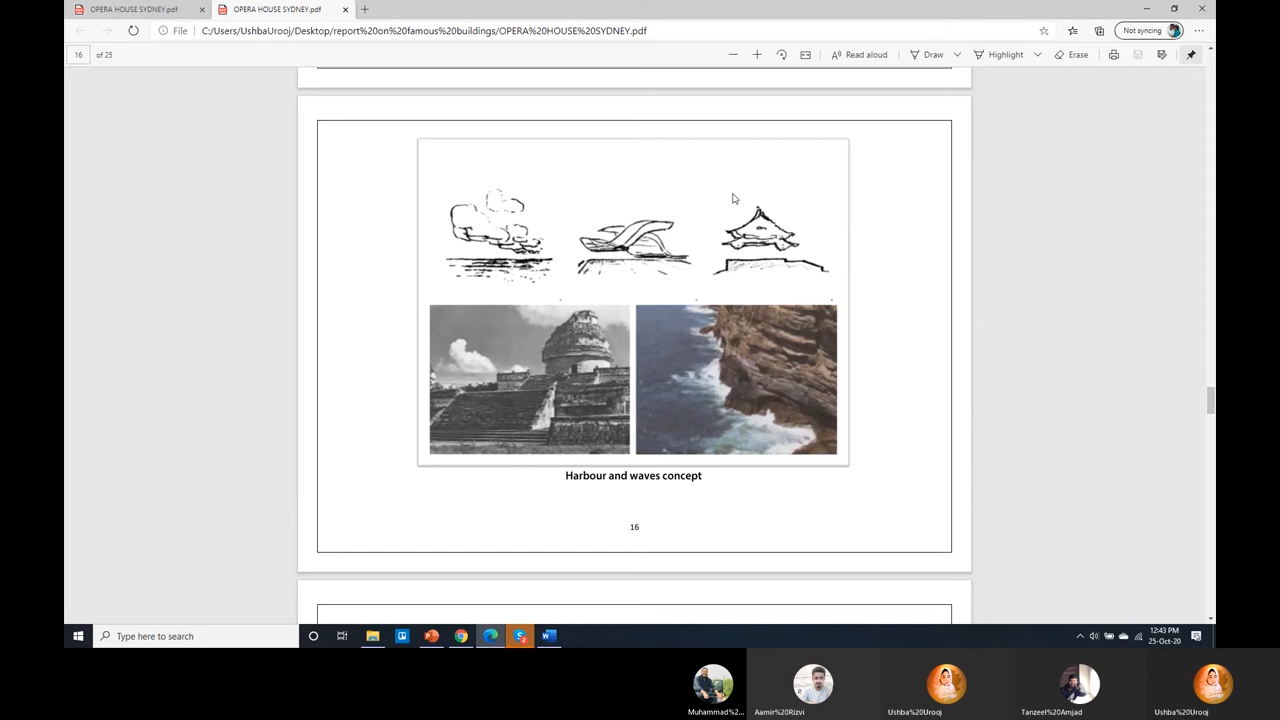 OPERA HOUSE SYDNEY.pdf
OPERA HOUSE SYDNEY.pdf
File
C:/Users/UshbaUrooj/Desktop/report%20on%20famous%20buildings/OPERA%20HOUSE%20SYDNEY.pdf
Not syncing
16 of 25
Read aloud
Draw
Highlight
Erase
Harbour and waves concept
16
Type here to search
12:43 PM
25-Oct-20
Muhammad%2...
Aamir%20Rizvi
Ushba%20Urooj
Tanzeel%20Amjad
Ushba%20Urooj